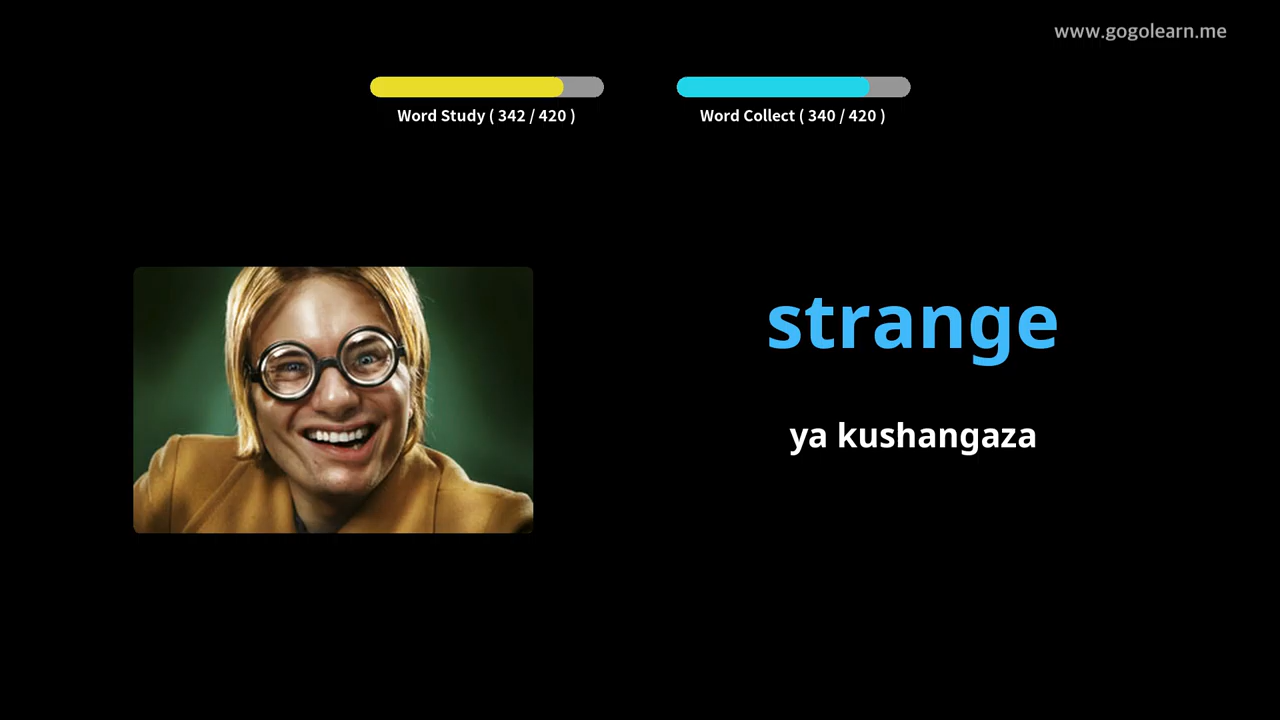 www.gogolearn.me
Word Study ( 342 / 420 )
Word Collect ( 340 / 420 )
strange
ya kushangaza